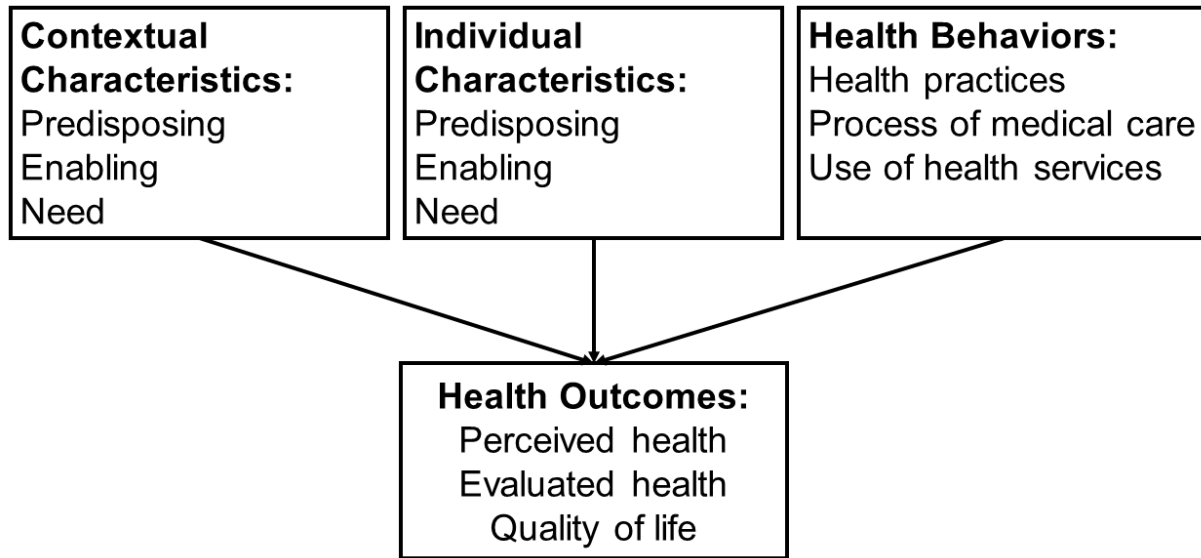 Contextual
Characteristics:
Predisposing
Enabling
Need
Individual
Characteristics:
Predisposing
Enabling
Need
Health Behaviors:
Health practices
Process of medical care
Use of health services
Health Outcomes:
Perceived health
Evaluated health
Quality of life